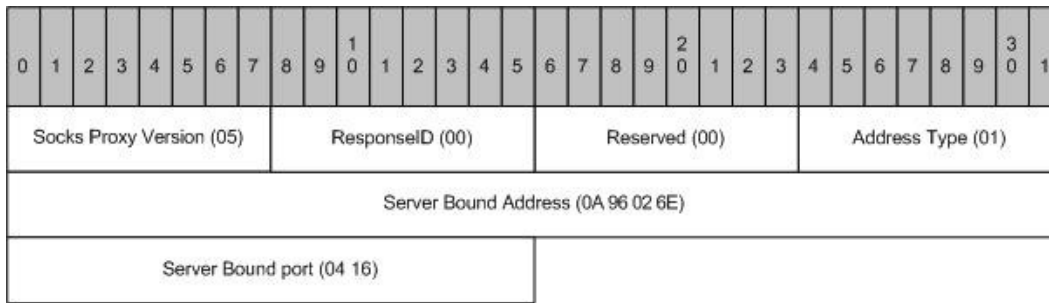 0 1 2 3 4 5 6 7 8 9 1 0 1 2 3 4 5 6 7 8 9 2 0 1 2 3 4 5 6 7 8 9 3 0 1
Socks Proxy Version (05) ResponseID (00) Reserved (00) Address Type (01)
Server Bound Address (0A 96 02 6E)
Server Bound port (04 16)